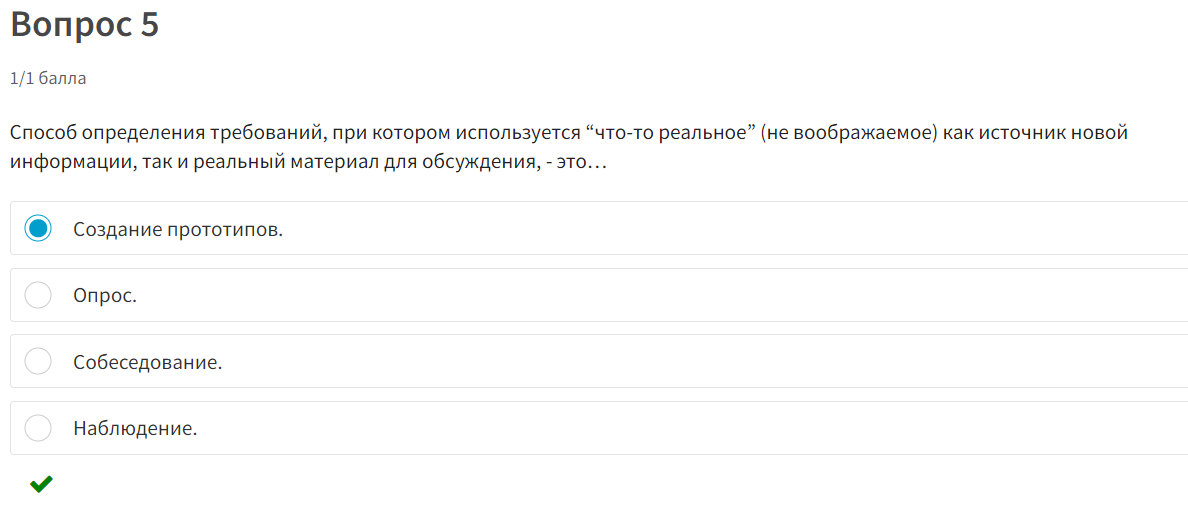 Вопрос 5
1/1 балла
Способ определения требований, при котором используется “что-то реальное” (не воображаемое) как источник новой
информации, так и реальный материал для обсуждения, - это…
Создание прототипов.
Опрос.
Собеседование.
Наблюдение.